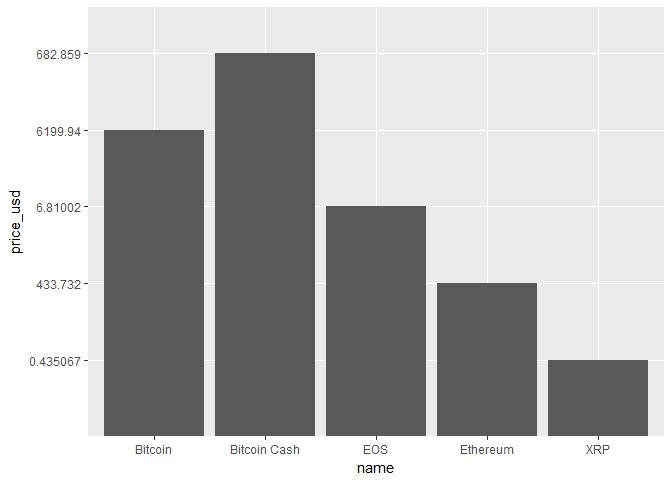 682.859
6199.94
6.81002
433.732
0.435067
price_usd
Bitcoin
Bitcoin Cash
EOS
Ethereum
XRP
name